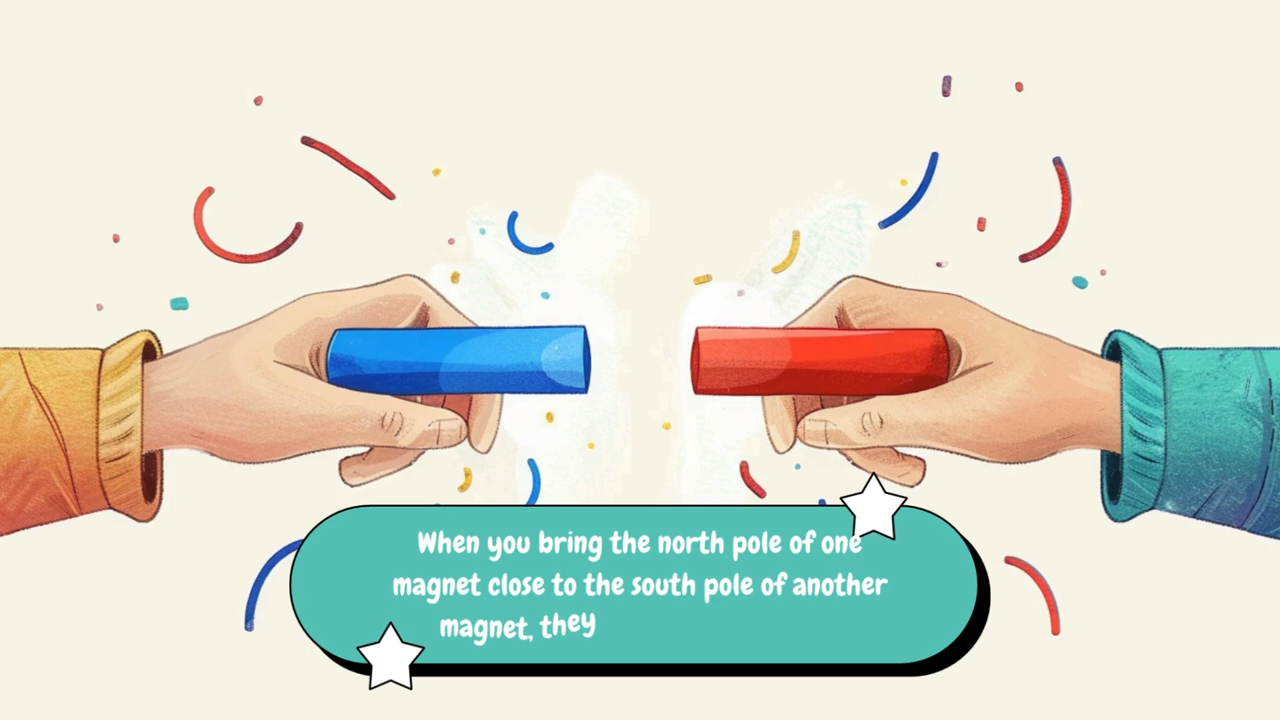 When you bring the north pole of one
magnet close to the south pole of another
magnet, they